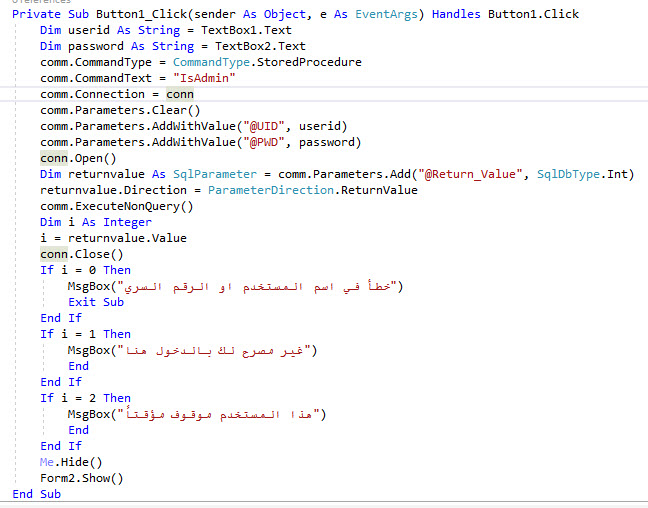 Private Sub Button1_Click(sender As Object, e As EventArgs) Handles Button1.Click
Dim userid As String = TextBox1.Text
Dim password As String = TextBox2.Text
comm.CommandType = CommandType.StoredProcedure
comm.CommandText = "IsAdmin"
comm.Connection = conn
comm.Parameters.Clear()
comm.Parameters.AddWithValue("@UID", userid)
comm.Parameters.AddWithValue("@PWD", password)
conn.Open()
Dim returnvalue As SqlParameter = comm.Parameters.Add("@Return_Value", SqlDbType.Int)
returnvalue.Direction = ParameterDirection.ReturnValue
comm.ExecuteNonQuery()
Dim i As Integer
i = returnvalue.Value
conn.Close()
If i = 0 Then
MsgBox("خطأ في اسم المستخدم او الرقم السري")
Exit Sub
End If
If i = 1 Then
MsgBox("غير مصرح لك بالدخول هنا")
End
End If
If i = 2 Then
MsgBox("هذا المستخدم موقوف مؤقتاً")
End
End If
Me.Hide()
Form2.Show()
End Sub